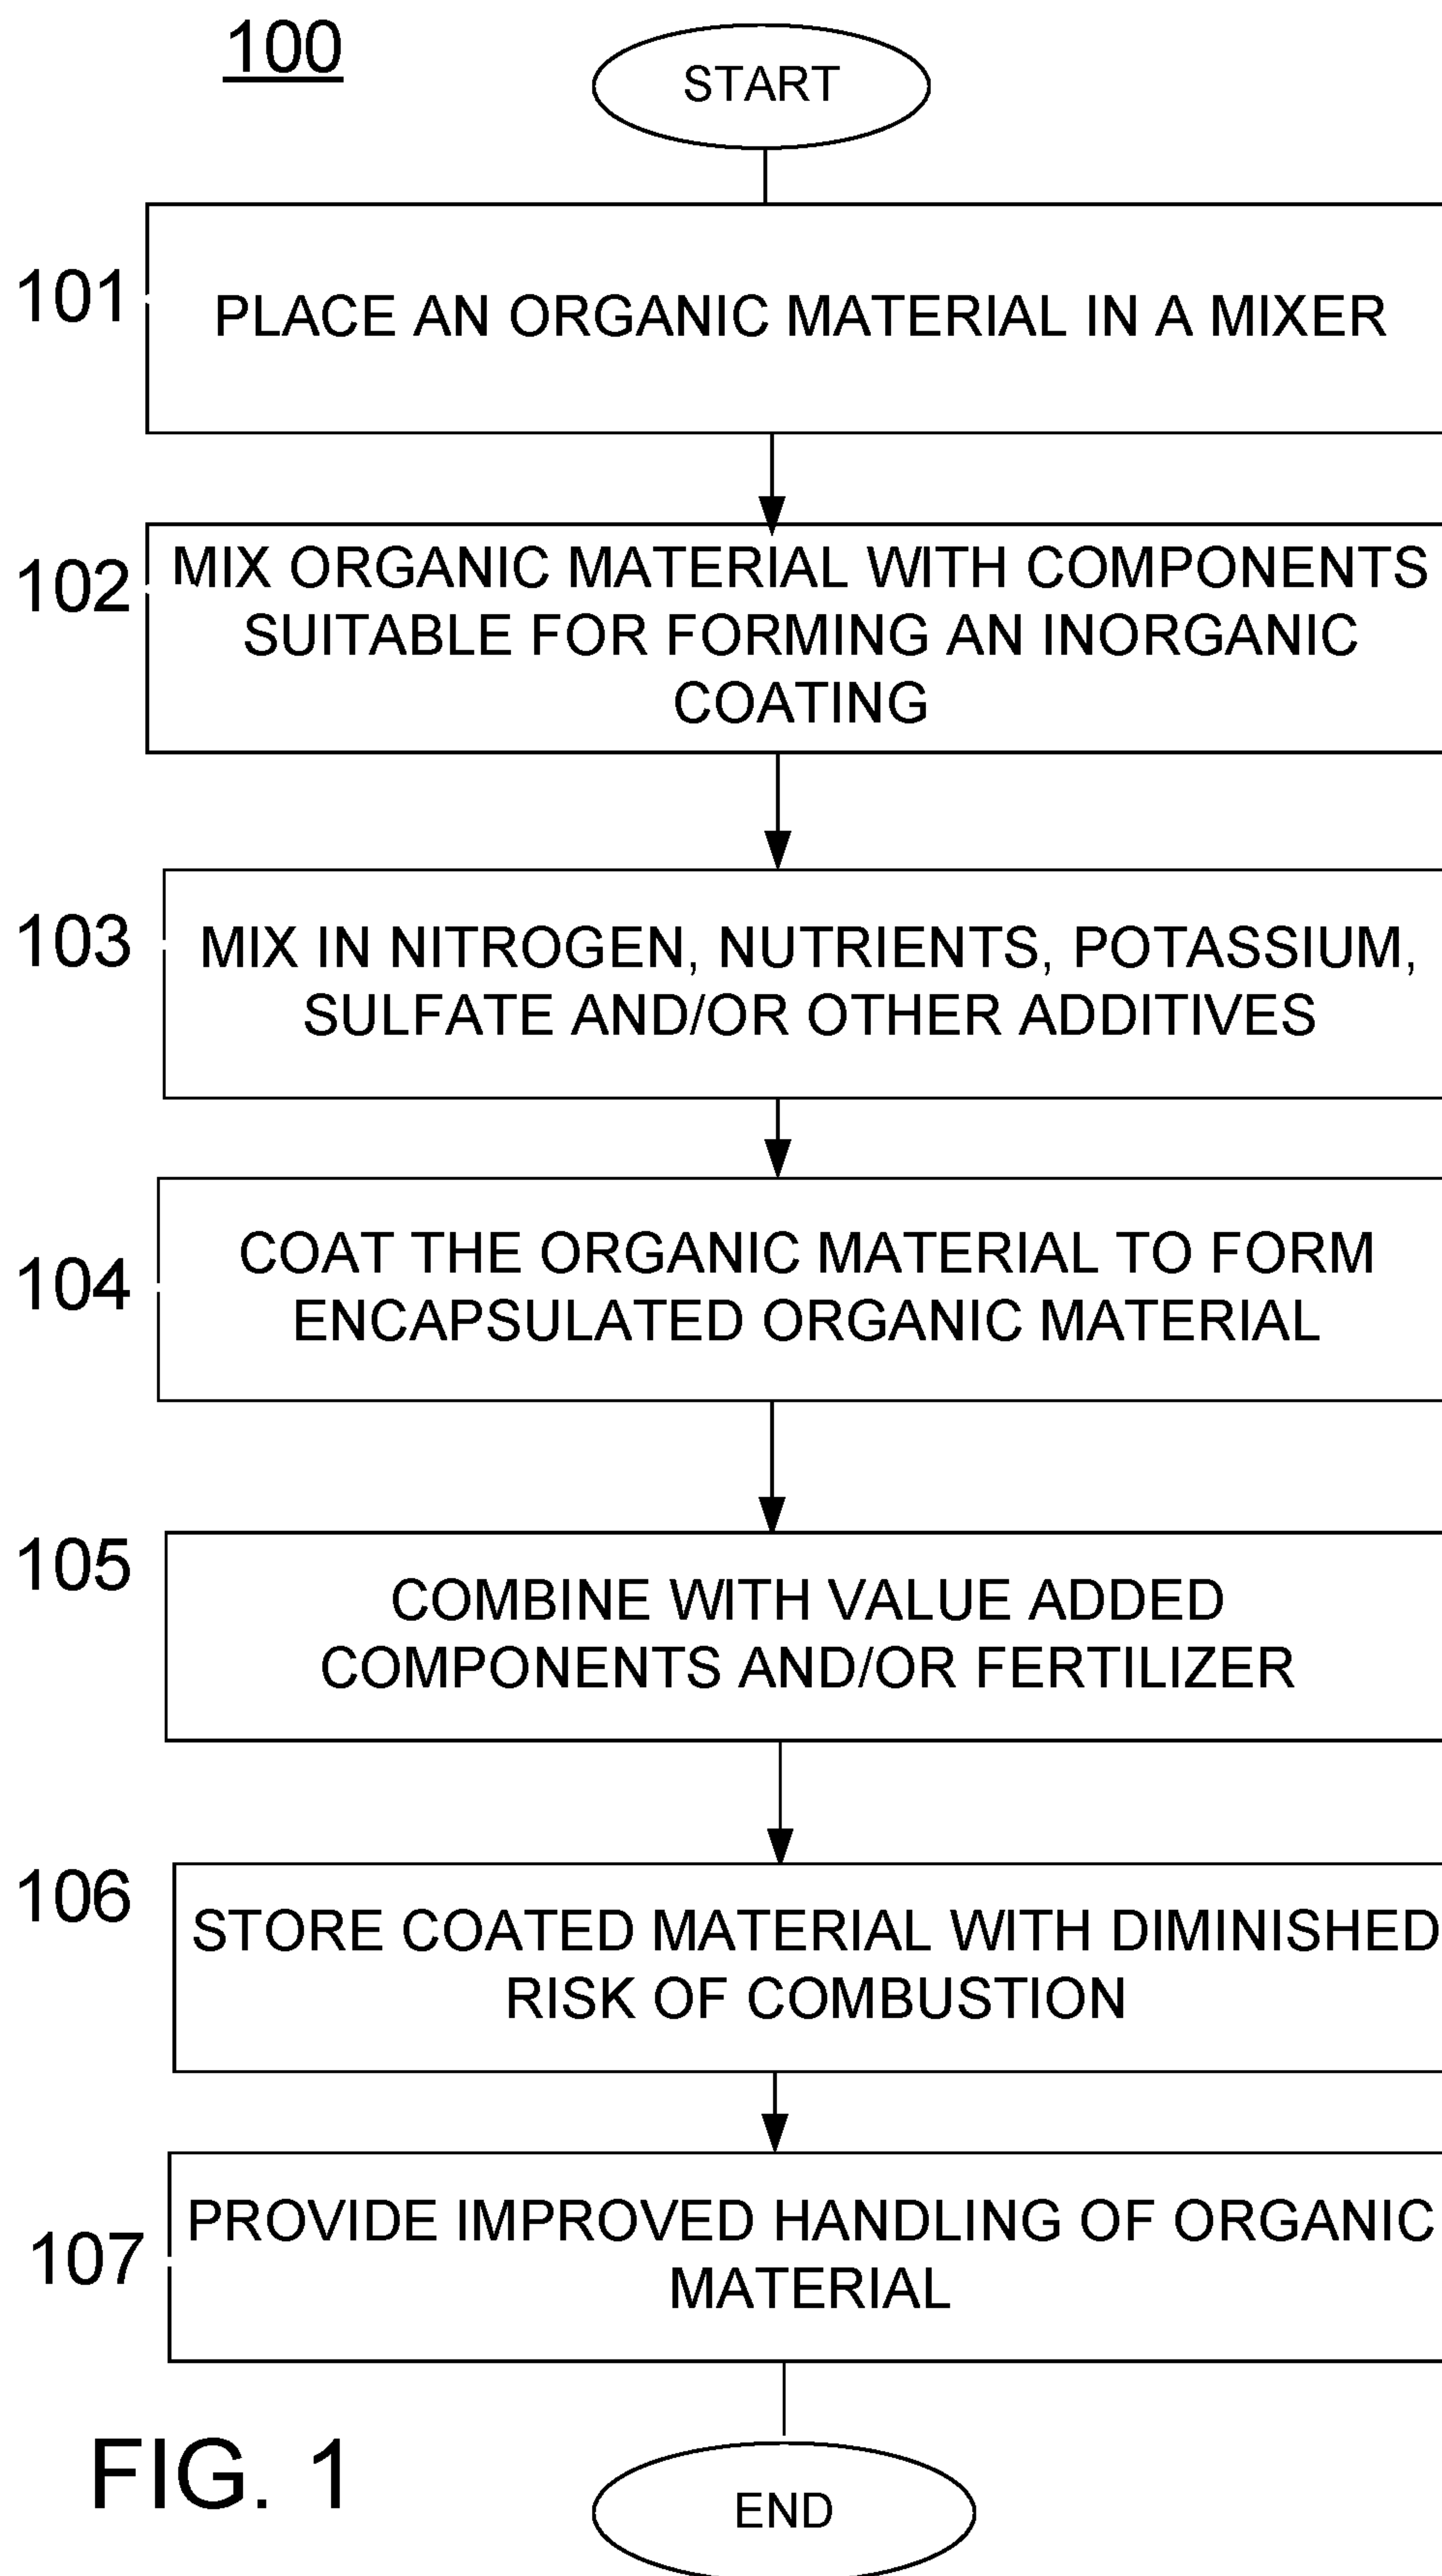 100
START
101
PLACE AN ORGANIC MATERIAL IN A MIXER
102
MIX ORGANIC MATERIAL WITH COMPONENTS
SUITABLE FOR FORMING AN INORGANIC
COATING
103
MIX IN NITROGEN, NUTRIENTS, POTASSIUM,
SULFATE AND/OR OTHER ADDITIVES
104
COAT THE ORGANIC MATERIAL TO FORM
ENCAPSULATED ORGANIC MATERIAL
105
COMBINE WITH VALUE ADDED
COMPONENTS AND/OR FERTILIZER
106
STORE COATED MATERIAL WITH DIMINISHED
RISK OF COMBUSTION
107
PROVIDE IMPROVED HANDLING OF ORGANIC
MATERIAL
FIG. 1
END